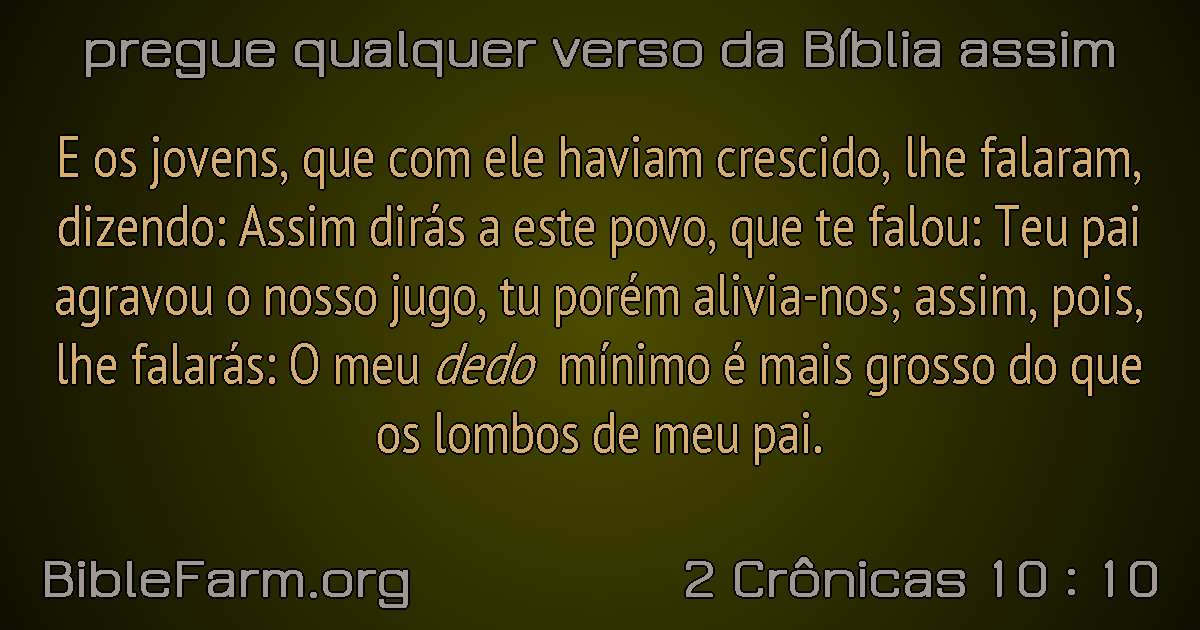 pregue qualquer verso da Bíblia assim
E os jovens, que com ele haviam crescido, lhe falaram,
dizendo: Assim dirás a este povo, que te falou: Teu pai
agravou o nosso jugo, tu porém alivia-nos; assim, pois,
lhe falarás: O meu dedo mínimo é mais grosso do que
os lombos de meu pai.
BibleFarm.org
2 Crônicas 10 : 10